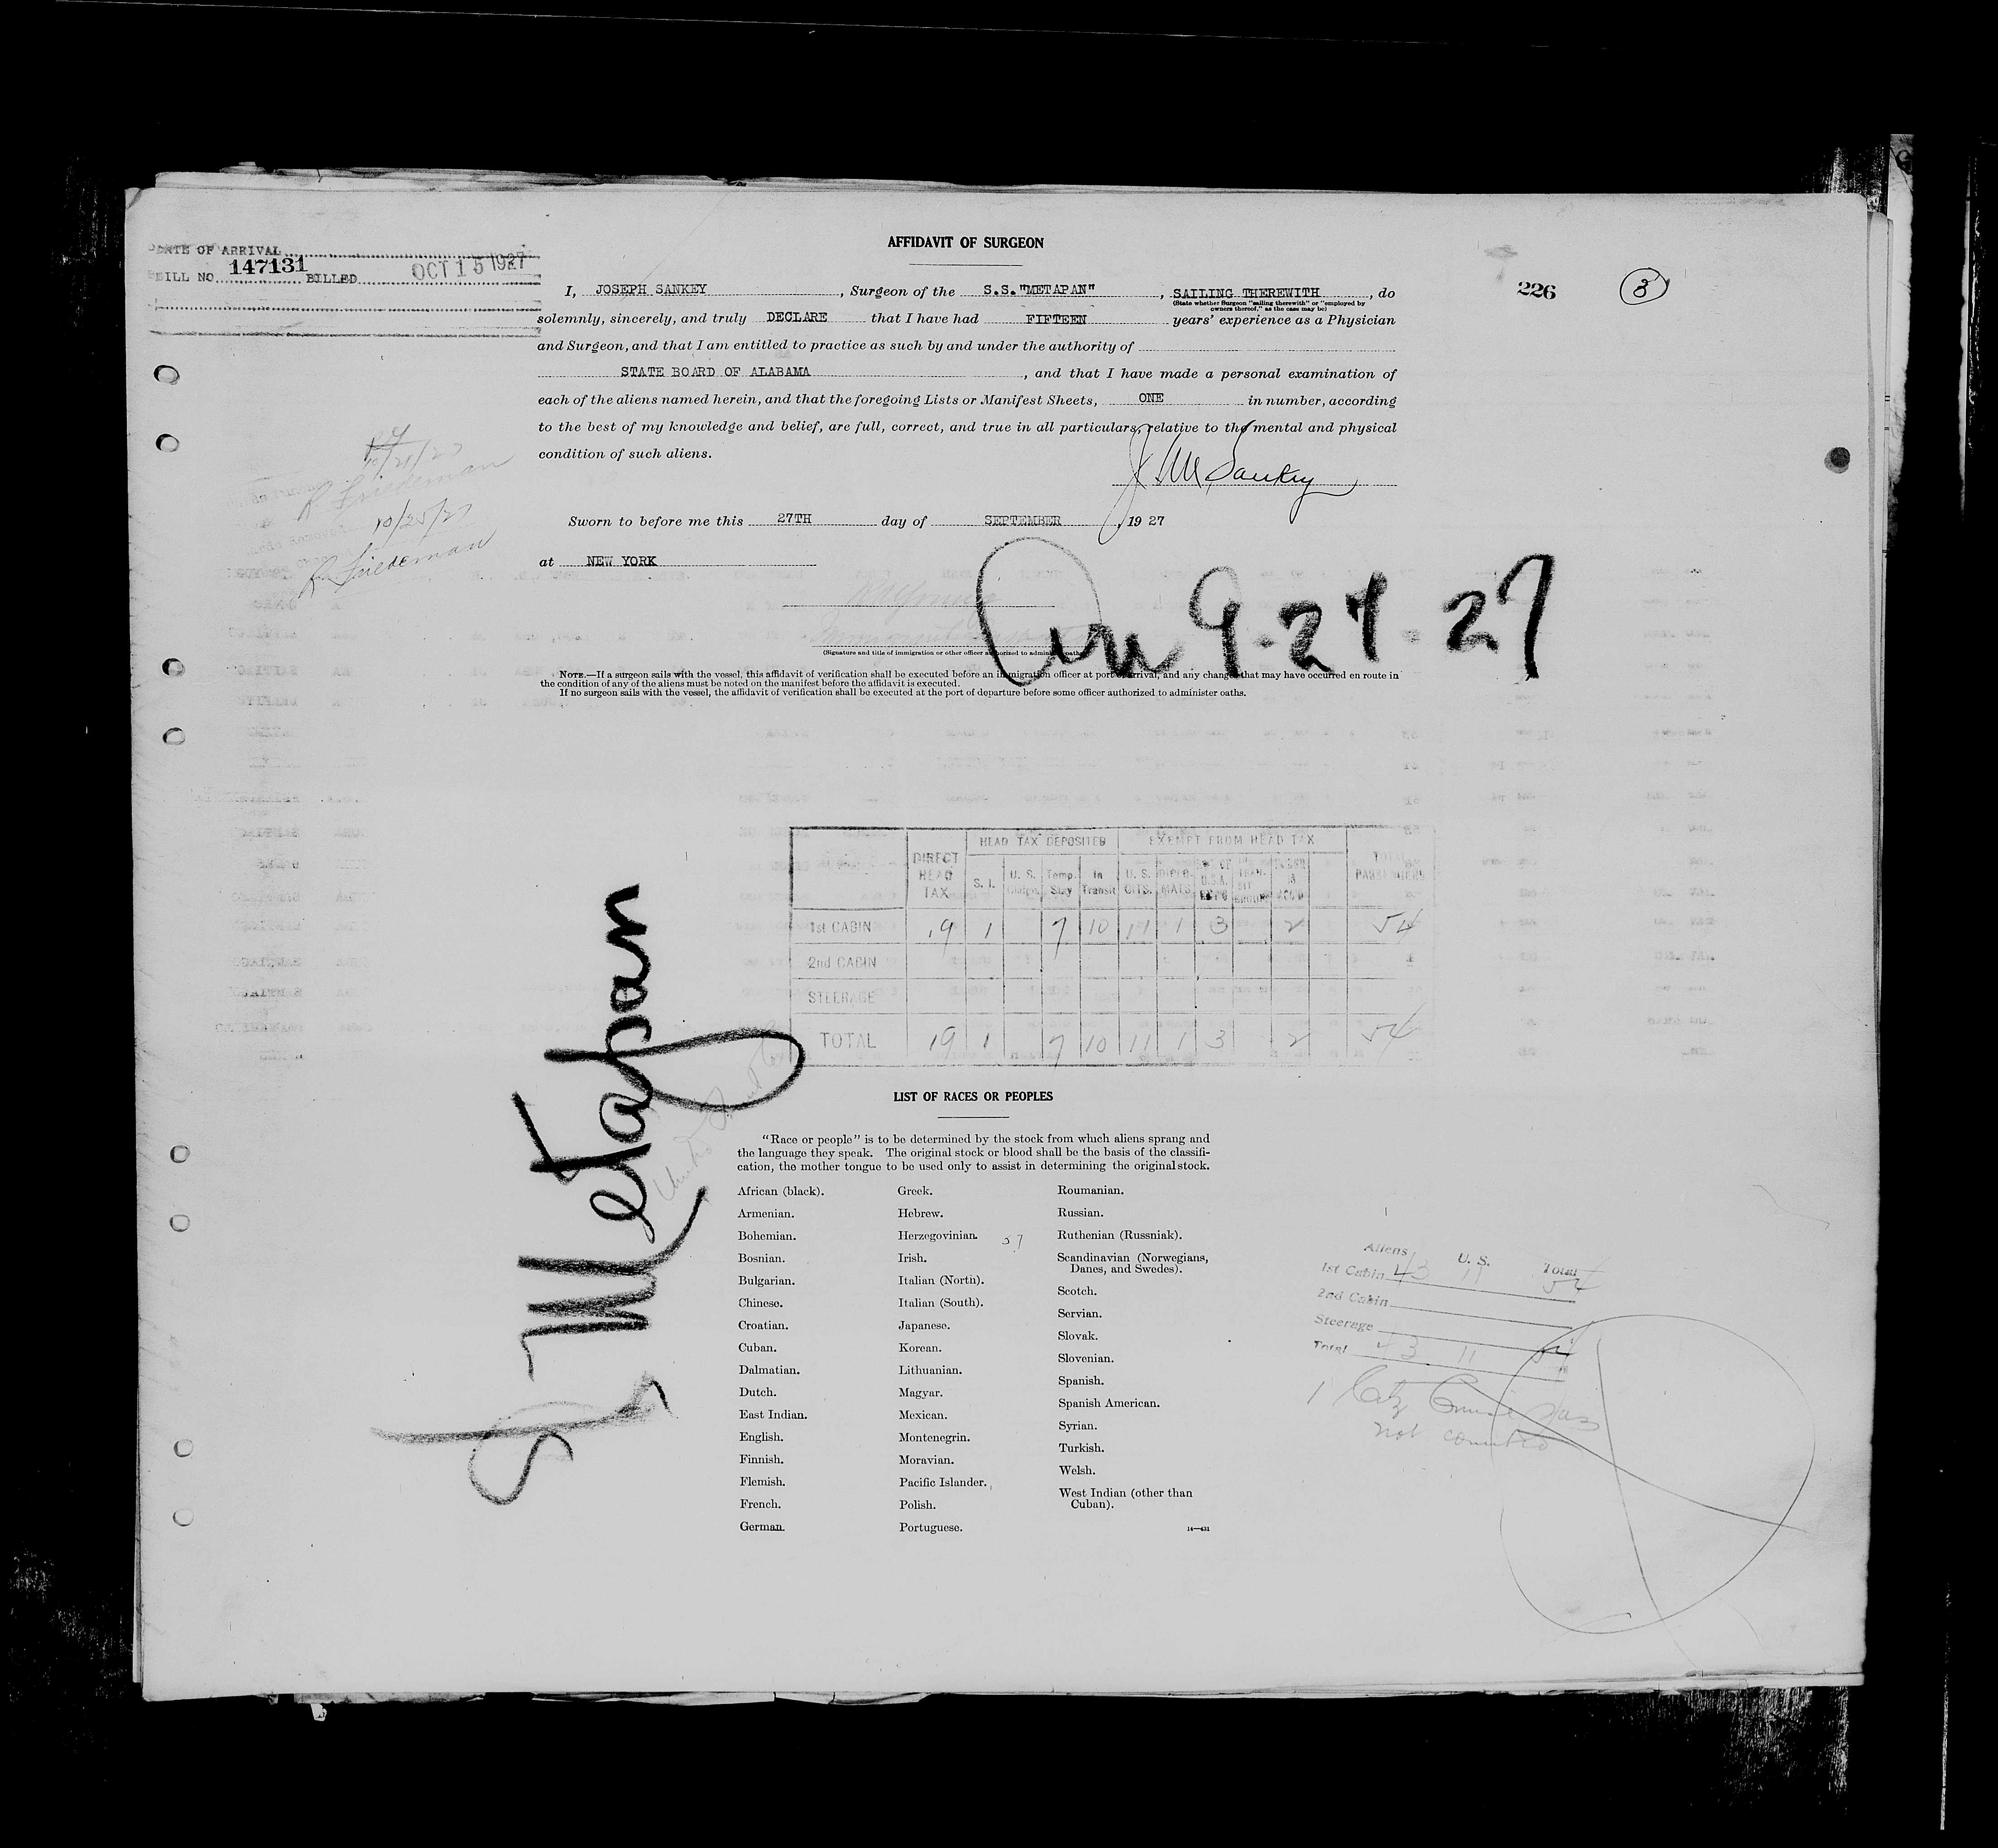 DATE OF ARRIVAL
BILL NO. 147131 BILLED OCT 15 1927
226 3
AFFIDAVIT OF SURGEON
I, JOSEPH SANKEY, Surgeon of the S.S."METAPAN", SAILING THEREWITH, do
(State whether Surgeon "sailing therewith" or "employed by
owners thereof," as the case may be)
solemnly, sincerely, and truly DECLARE that I have had FIFTEEN years' experience as a Physician
and Surgeon, and that I am entitled to practice as such by and under the authority of
STATE BOARD OF ALABAMA, and that I have made a personal examination of
each of the aliens named herein, and that the foregoing Lists or Manifest Sheets, ONE in number, according
to the best of my knowledge and belief, are full, correct, and true in all particulars, relative to the mental and physical
condition of such aliens.
Sankey
10/21/27
R Friedeman
10/25/27
R Friedeman
Sworn to before me this 27TH day of SEPTEMBER, 1927
at NEW YORK
Arr 9-27-27
(Signature and title of immigration or other officer authorized to administer oaths)
NOTE.—If a surgeon sails with the vessel, this affidavit of verification shall be executed before an immigration officer at port of arrival, and any changes that may have occurred en route in
the condition of any of the aliens must be noted on the manifest before the affidavit is executed.
If no surgeon sails with the vessel, the affidavit of verification shall be executed at the port of departure before some officer authorized to administer oaths.
Metapan
HEAD TAX DEPOSITED EXEMPT FROM HEAD TAX
DIRECT HEAD TAX S. I. U. S. Temp. Stay In Transit U. S. CITS. DIPLOMATS. U.S.A. TOTAL PASSENGERS
1st CABIN 19 1 7 10 11 1 3 2 54
2nd CABIN
STEERAGE
TOTAL 19 1 7 10 11 1 3 2 54
LIST OF RACES OR PEOPLES
"Race or people" is to be determined by the stock from which aliens sprang and
the language they speak. The original stock or blood shall be the basis of the classifi-
cation, the mother tongue to be used only to assist in determining the original stock.
African (black).
Armenian.
Bohemian.
Bosnian.
Bulgarian.
Chinese.
Croatian.
Cuban.
Dalmatian.
Dutch.
East Indian.
English.
Finnish.
Flemish.
French.
German.
Greek.
Hebrew.
Herzegovinian.
Irish.
Italian (North).
Italian (South).
Japanese.
Korean.
Lithuanian.
Magyar.
Mexican.
Montenegrin.
Moravian.
Pacific Islander.
Polish.
Portuguese.
Roumanian.
Russian.
Ruthenian (Russniak).
Scandinavian (Norwegians,
Danes, and Swedes).
Scotch.
Servian.
Slovak.
Slovenian.
Spanish.
Spanish American.
Syrian.
Turkish.
Welsh.
West Indian (other than
Cuban).
14—431
57
Aliens U. S. Total
1st Cabin 43 11 54
2nd Cabin
Steerage
Total 43 11 54
not counted